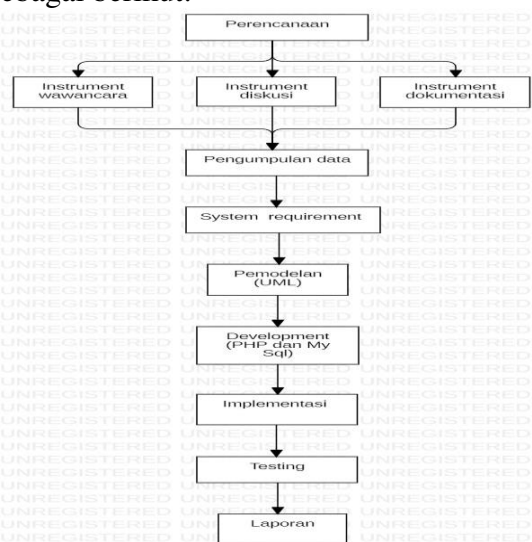 sebagai berikut:
Perencanaan
Instrument
wawancara
Instrument
diskusi
Instrument
dokumentasi
Pengumpulan data
System requirement
Pemodelan
(UML)
Development
(PHP dan My
Sql)
Implementasi
Testing
Laporan
UNREGISTERED